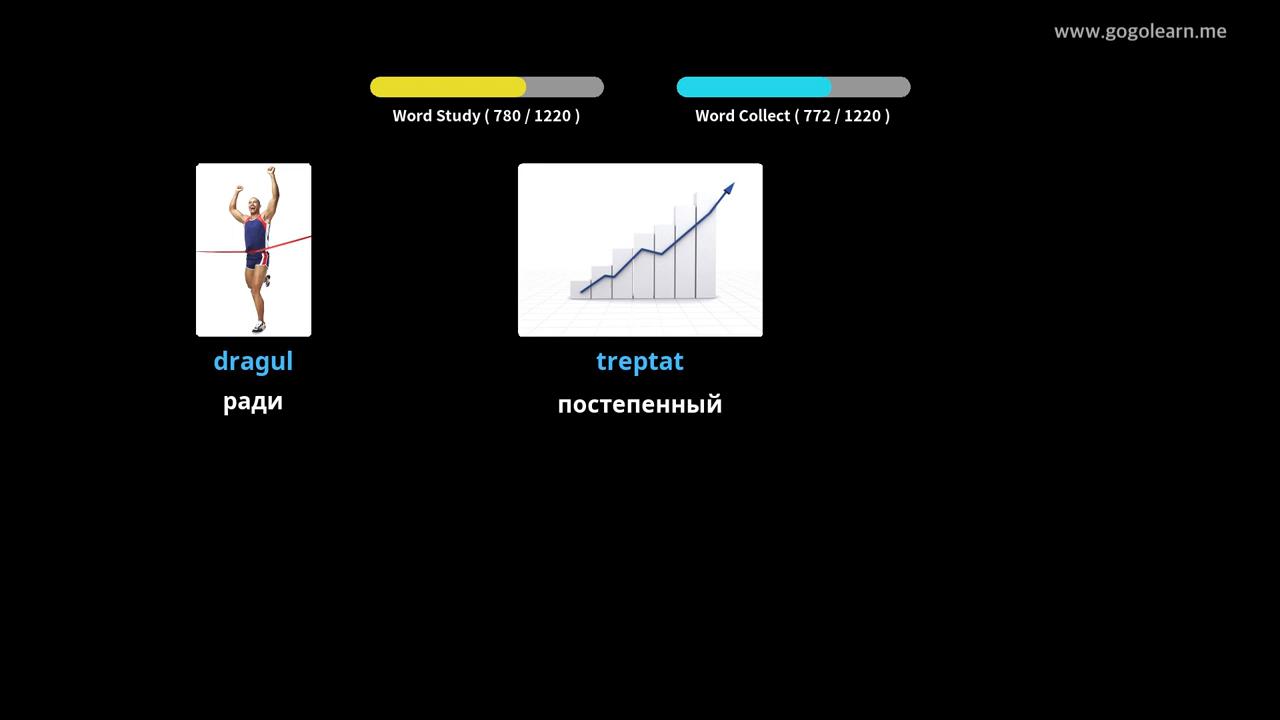 www.gogolearn.me
Word Study ( 780 / 1220 )
Word Collect ( 772 / 1220 )
dragul
ради
treptat
постепенный